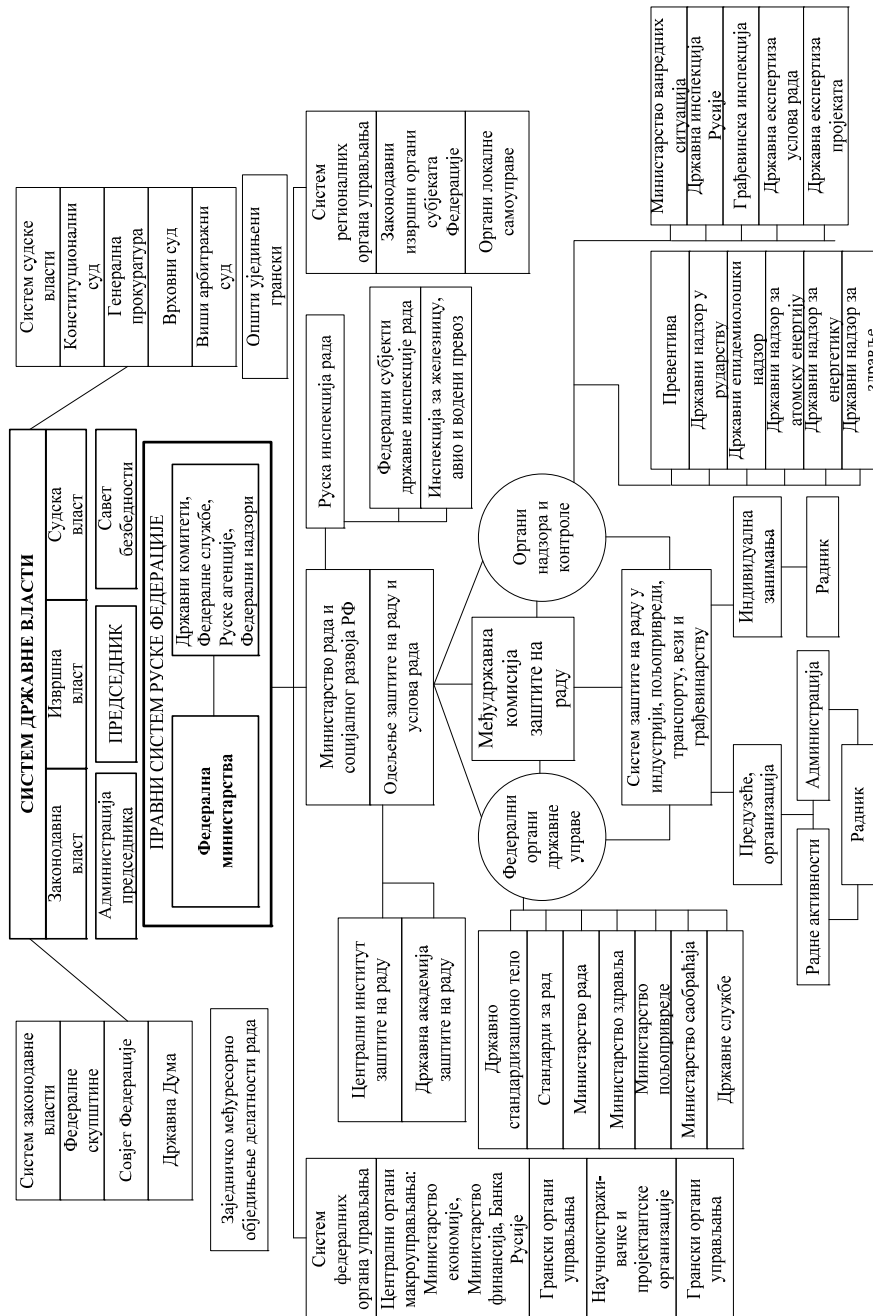 СИСТЕМ ДРЖАВНЕ ВЛАСТИ
Законодавна
власт
Извршна
власт
Судска
власт
Администрација
председника
ПРЕДСЕДНИК
Савет
безбедности
ПРАВНИ СИСТЕМ РУСКЕ ФЕДЕРАЦИЈЕ
Федерална
министарства
Државни комитети,
Федералне службе,
Руске агенције,
Федерални надзори
Систем законодавне
власти
Федералне
скупштине
Совјет Федерације
Државна Дума
Заједничко међуресорно
обједињење делатности рада
Систем судске
власти
Конституционални
суд
Генерална
прокуратура
Врховни суд
Виши арбитражни
суд
Општи уједињени
грански
Систем
федералних
органа управљања
Централни органи
макроуправљања:
Министарство
економије,
Министарство
финансија, Банка
Русије
Грански органи
управљања
Научноистражи-
вачке и
пројектантске
организације
Грански органи
управљања
Централни институт
заштите на раду
Државна академија
заштите на раду
Министарство рада и
социјалног развоја РФ
Одељење заштите на раду и
услова рада
Руска инспекција рада
Федерални субјекти
државне инспекције рада
Инспекција за железницу,
авио и водени превоз
Систем
регионалних
органа управљања
Законодавни
извршни органи
субјеката
Федерације
Органи локалне
самоуправе
Федерални
органи
државне
управе
Међудржавна
комисија
заштите на
раду
Органи
надзора и
контроле
Државно
стандардизационо тело
Стандарди за рад
Министарство рада
Министарство здравља
Министарство
пољопривреде
Министарство саобраћаја
Државне службе
Систем заштите на раду у
индустрији, пољопривреди,
транспорту, вези и
грађевинарству
Предузеће,
организација
Индивидуална
занимања
Радне активности
Администрација
Радник
Радник
Превентива
Државни надзор у
рударству
Државни епидемиолошки
надзор
Државни надзор за
атомску енергију
Државни надзор за
енергетику
Државни надзор за
здравље
Министарство ванредних
ситуација
Државна инспекција
Русије
Грађевинска инспекција
Државна експертиза
услова рада
Државна експертиза
пројеката